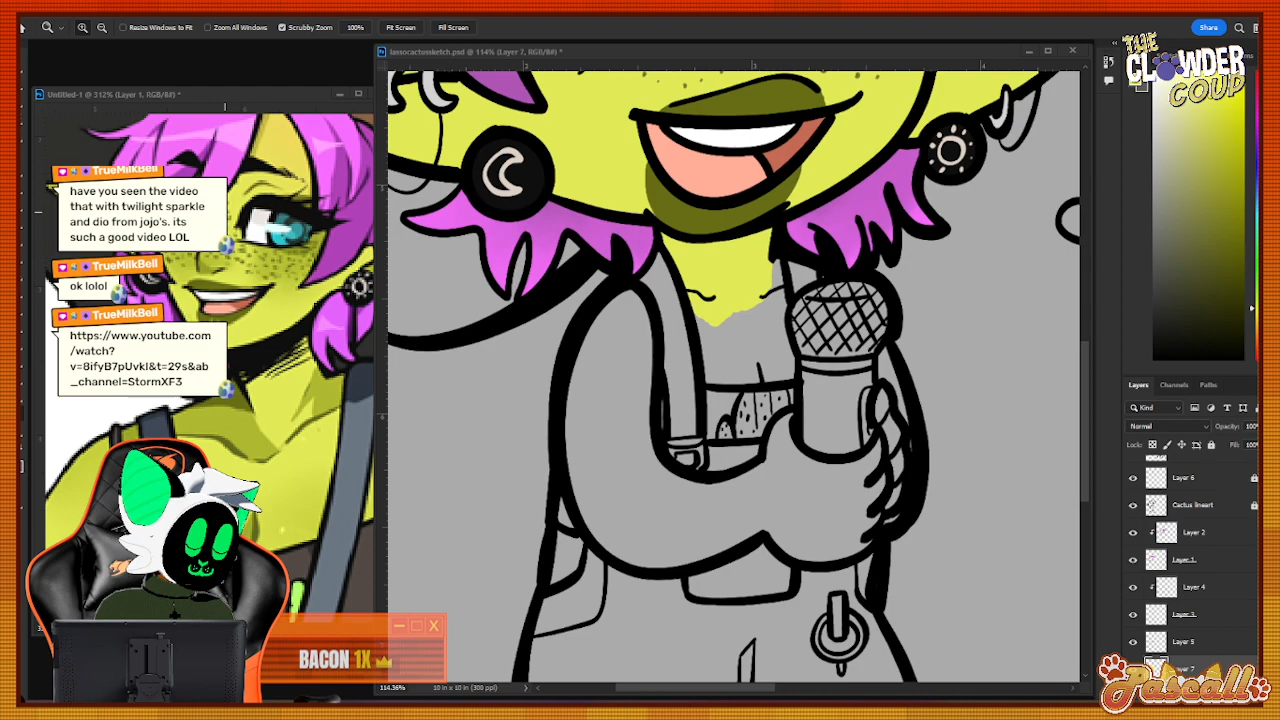 Resize Windows to Fit
Zoom All Windows
Scrubby Zoom
100%
Fit Screen
Fill Screen
Share
lassocactussketch.psd @ 114% (Layer 7, RGB/8#) *
Untitled-1 @ 312% (Layer 1, RGB/8#) *
THE
CLOWDER
COUP
TrueMilkBell
have you seen the video
that with twilight sparkle
and dio from jojo's. its
such a good video LOL
TrueMilkBell
ok lolol
TrueMilkBell
https://www.youtube.com
/watch?
v=8ifyB7pUvkI&t=29s&ab
_channel=StormXF3
Layers
Channels
Paths
Kind
Normal
Opacity:
Lock:
Fill:
Layer 6
Cactus lineart
Layer 2
Layer 1
Layer 4
Layer 3
Layer 5
BACON 1X
114.36%
10 in x 10 in (300 ppi)
Pascall